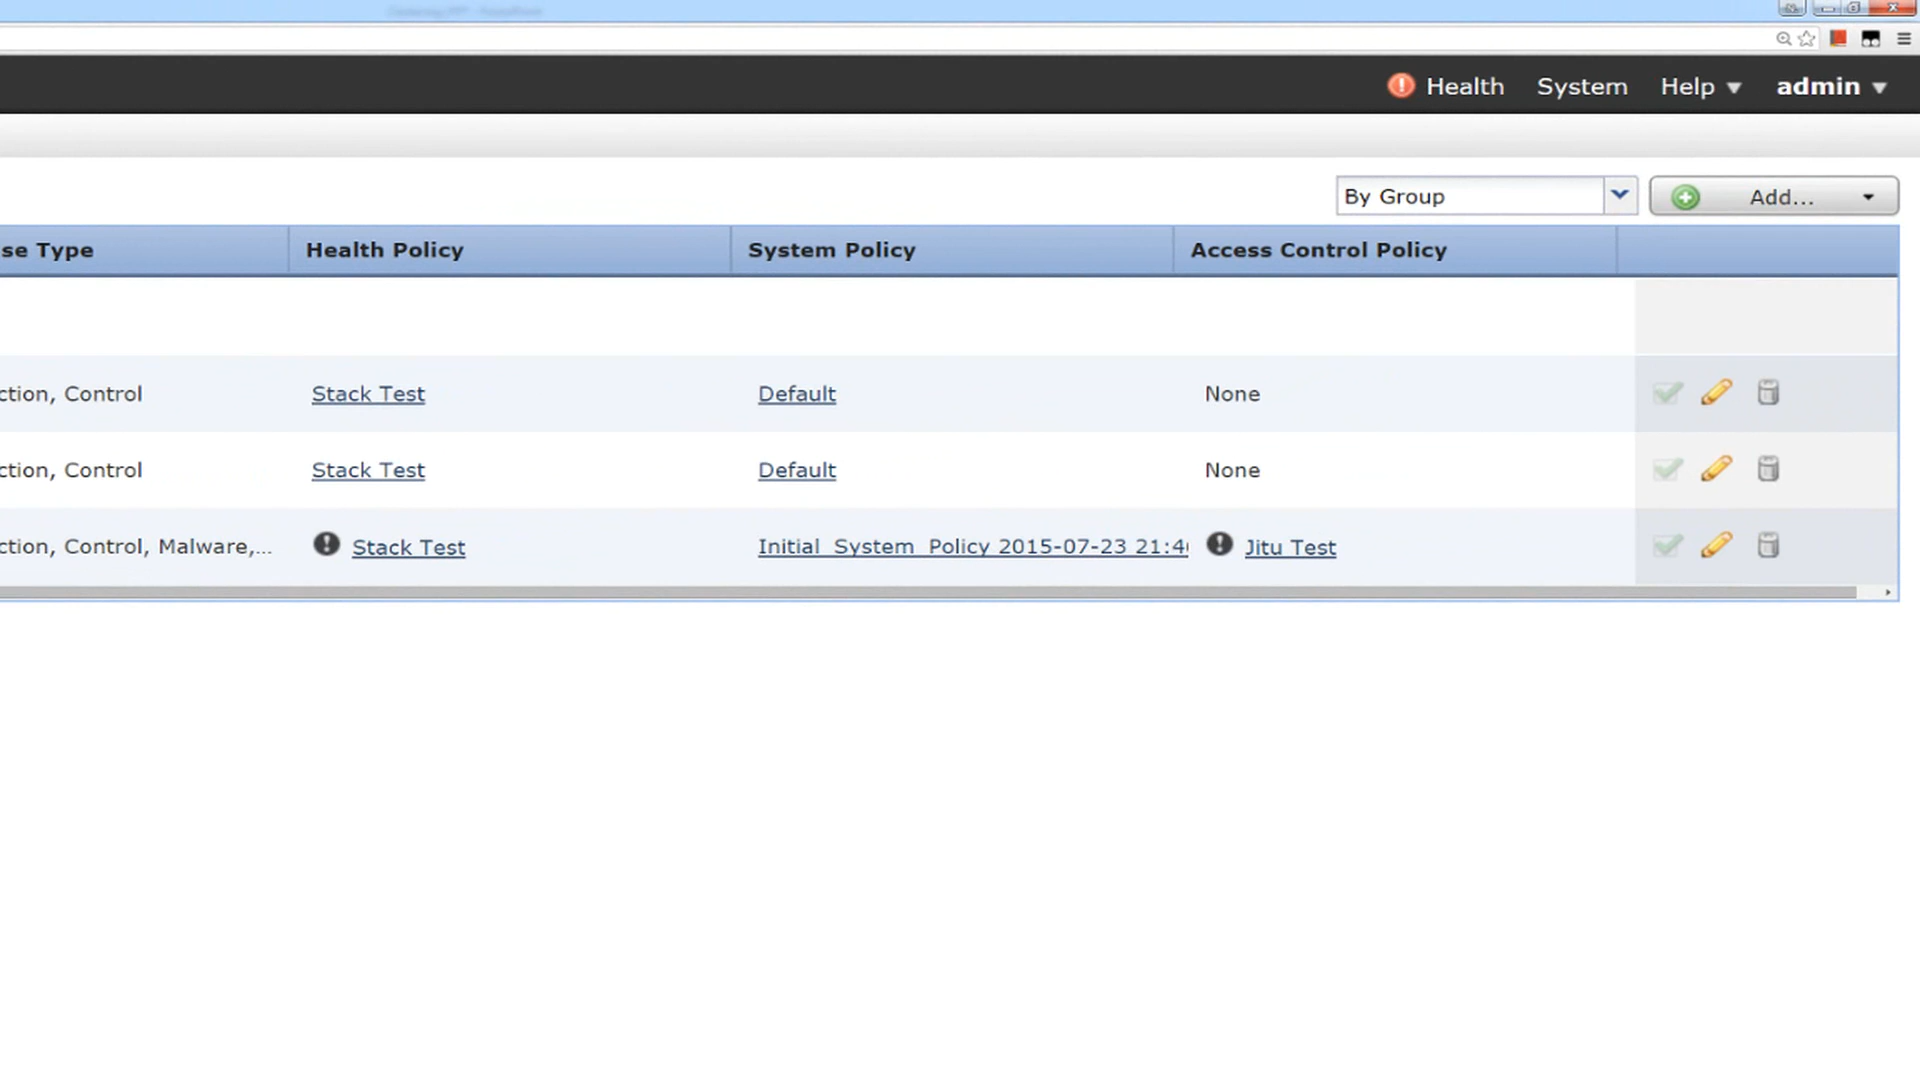 Health System Help admin
By Group Add...
se Type Health Policy System Policy Access Control Policy
ction, Control Stack Test Default None
ction, Control Stack Test Default None
ction, Control, Malware,... Stack Test Initial_System_Policy 2015-07-23 21:4 Jitu Test